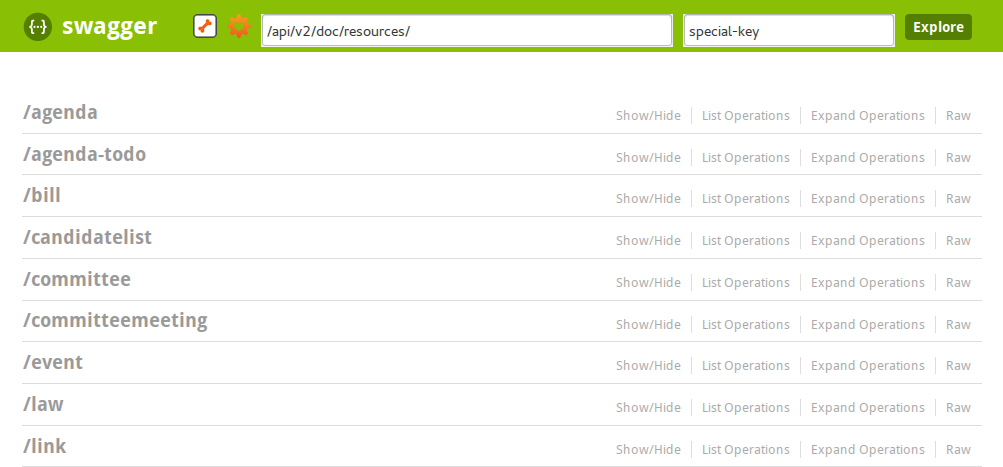 {···} swagger /api/v2/doc/resources/ special-key Explore
/agenda Show/Hide List Operations Expand Operations Raw
/agenda-todo Show/Hide List Operations Expand Operations Raw
/bill Show/Hide List Operations Expand Operations Raw
/candidatelist Show/Hide List Operations Expand Operations Raw
/committee Show/Hide List Operations Expand Operations Raw
/committeemeeting Show/Hide List Operations Expand Operations Raw
/event Show/Hide List Operations Expand Operations Raw
/law Show/Hide List Operations Expand Operations Raw
/link Show/Hide List Operations Expand Operations Raw